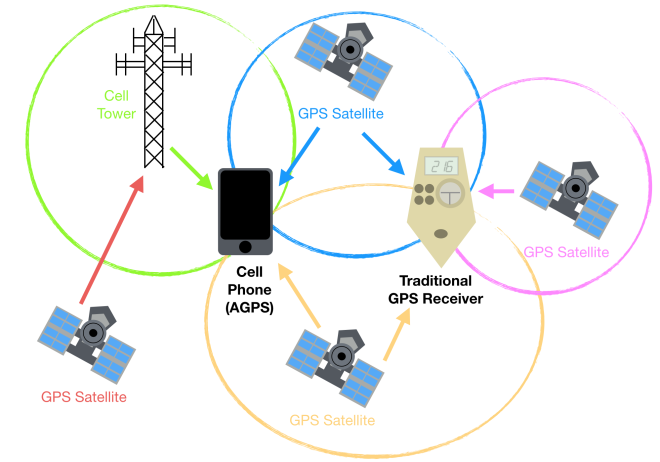 Cell
Tower
GPS Satellite
216
GPS Satellite
Cell
Phone
(AGPS)
Traditional
GPS Receiver
GPS Satellite
GPS Satellite